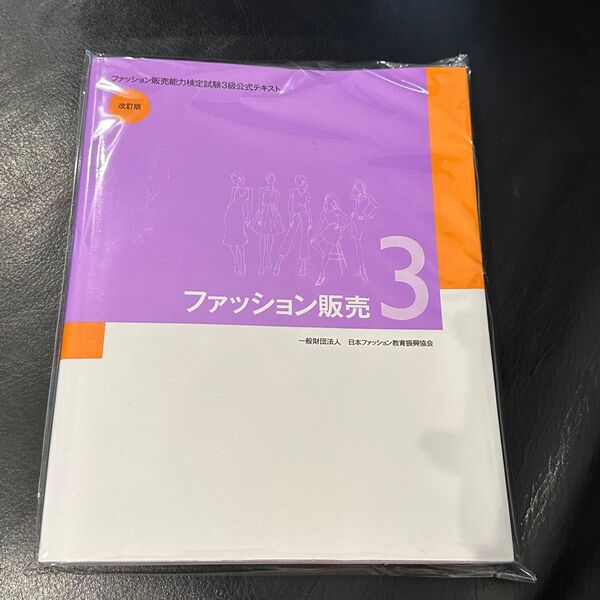 ファッション販売能力検定試験3級公式テキスト
改訂版
ファッション販売 3
一般財団法人 日本ファッション教育振興協会